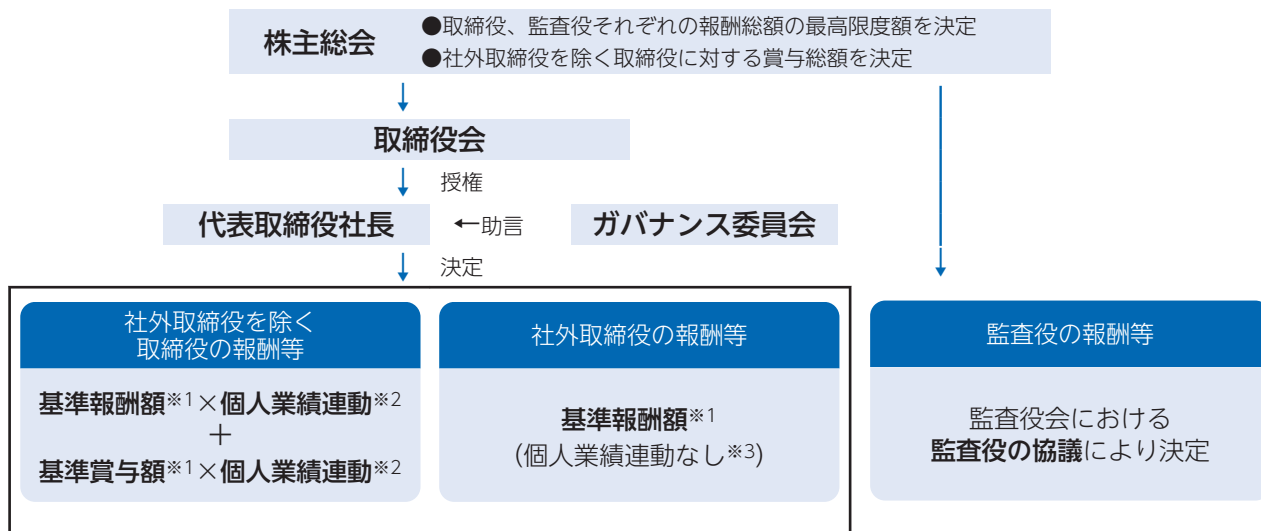 株主総会
●取締役、監査役それぞれの報酬総額の最高限度額を決定
●社外取締役を除く取締役に対する賞与総額を決定
取締役会
授権
代表取締役社長
←助言
ガバナンス委員会
決定
社外取締役を除く
取締役の報酬等
基準報酬額※1×個人業績連動※2
＋
基準賞与額※1×個人業績連動※2
社外取締役の報酬等
基準報酬額※1
(個人業績連動なし※3)
監査役の報酬等
監査役会における
監査役の協議により決定